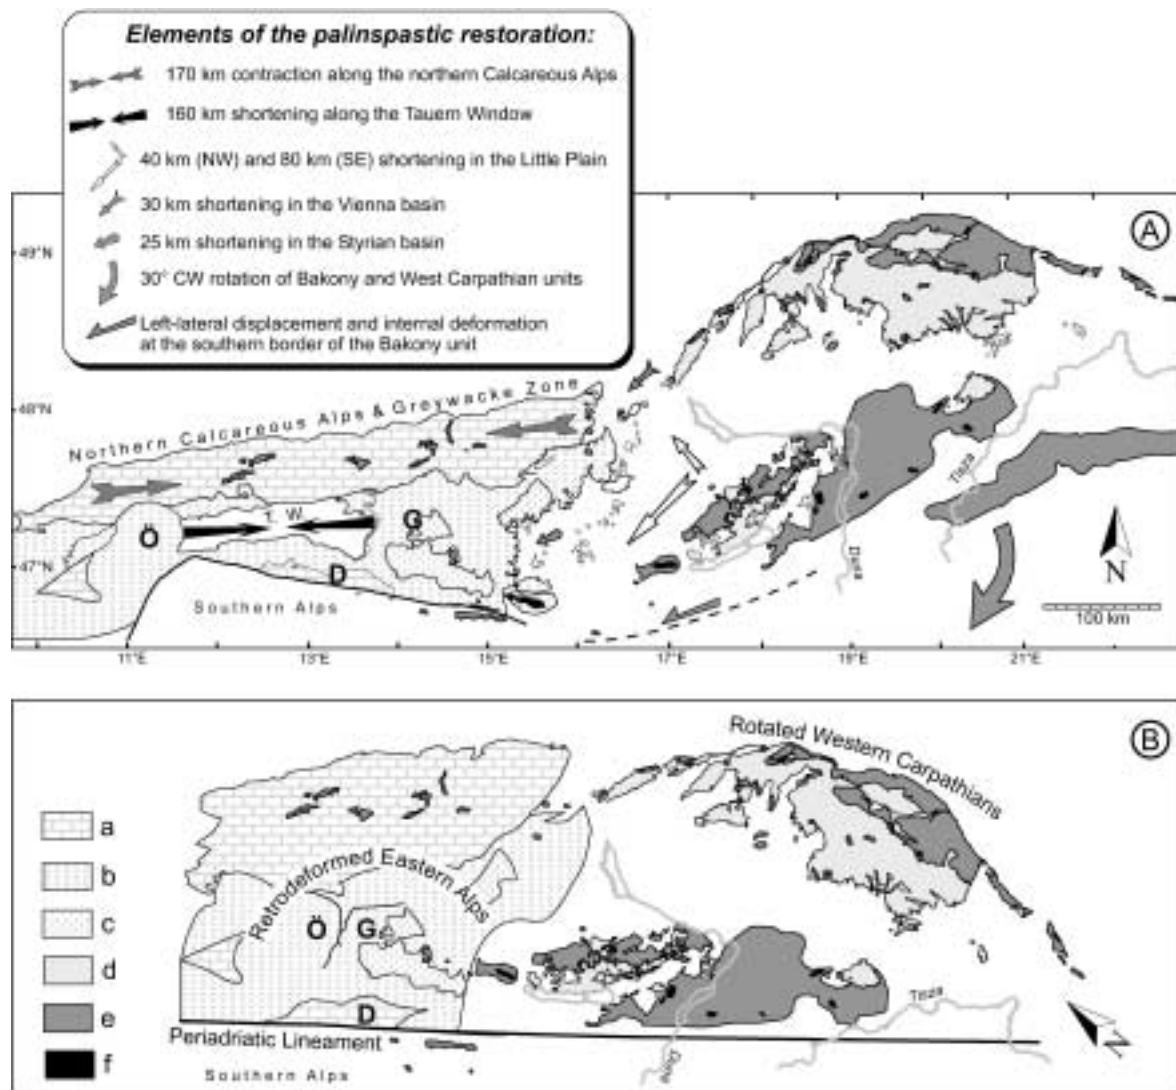 Elements of the palinspastic restoration:
170 km contraction along the northern Calcareous Alps
160 km shortening along the Tauern Window
40 km (NW) and 80 km (SE) shortening in the Little Plain
30 km shortening in the Vienna basin
25 km shortening in the Styrian basin
30° CW rotation of Bakony and West Carpathian units
Left-lateral displacement and internal deformation
at the southern border of the Bakony unit
A
49°N
48°N
47°N
Northern Calcareous Alps & Greywacke Zone
T. W.
Ö
G
D
Southern Alps
Duna
Tisza
N
100 km
11°E
13°E
15°E
17°E
19°E
21°E
B
Rotated Western Carpathians
Retrodeformed Eastern Alps
a
b
c
d
e
f
Ö
G
D
Periadriatic Lineament
Southern Alps
Duna
Tisza
N